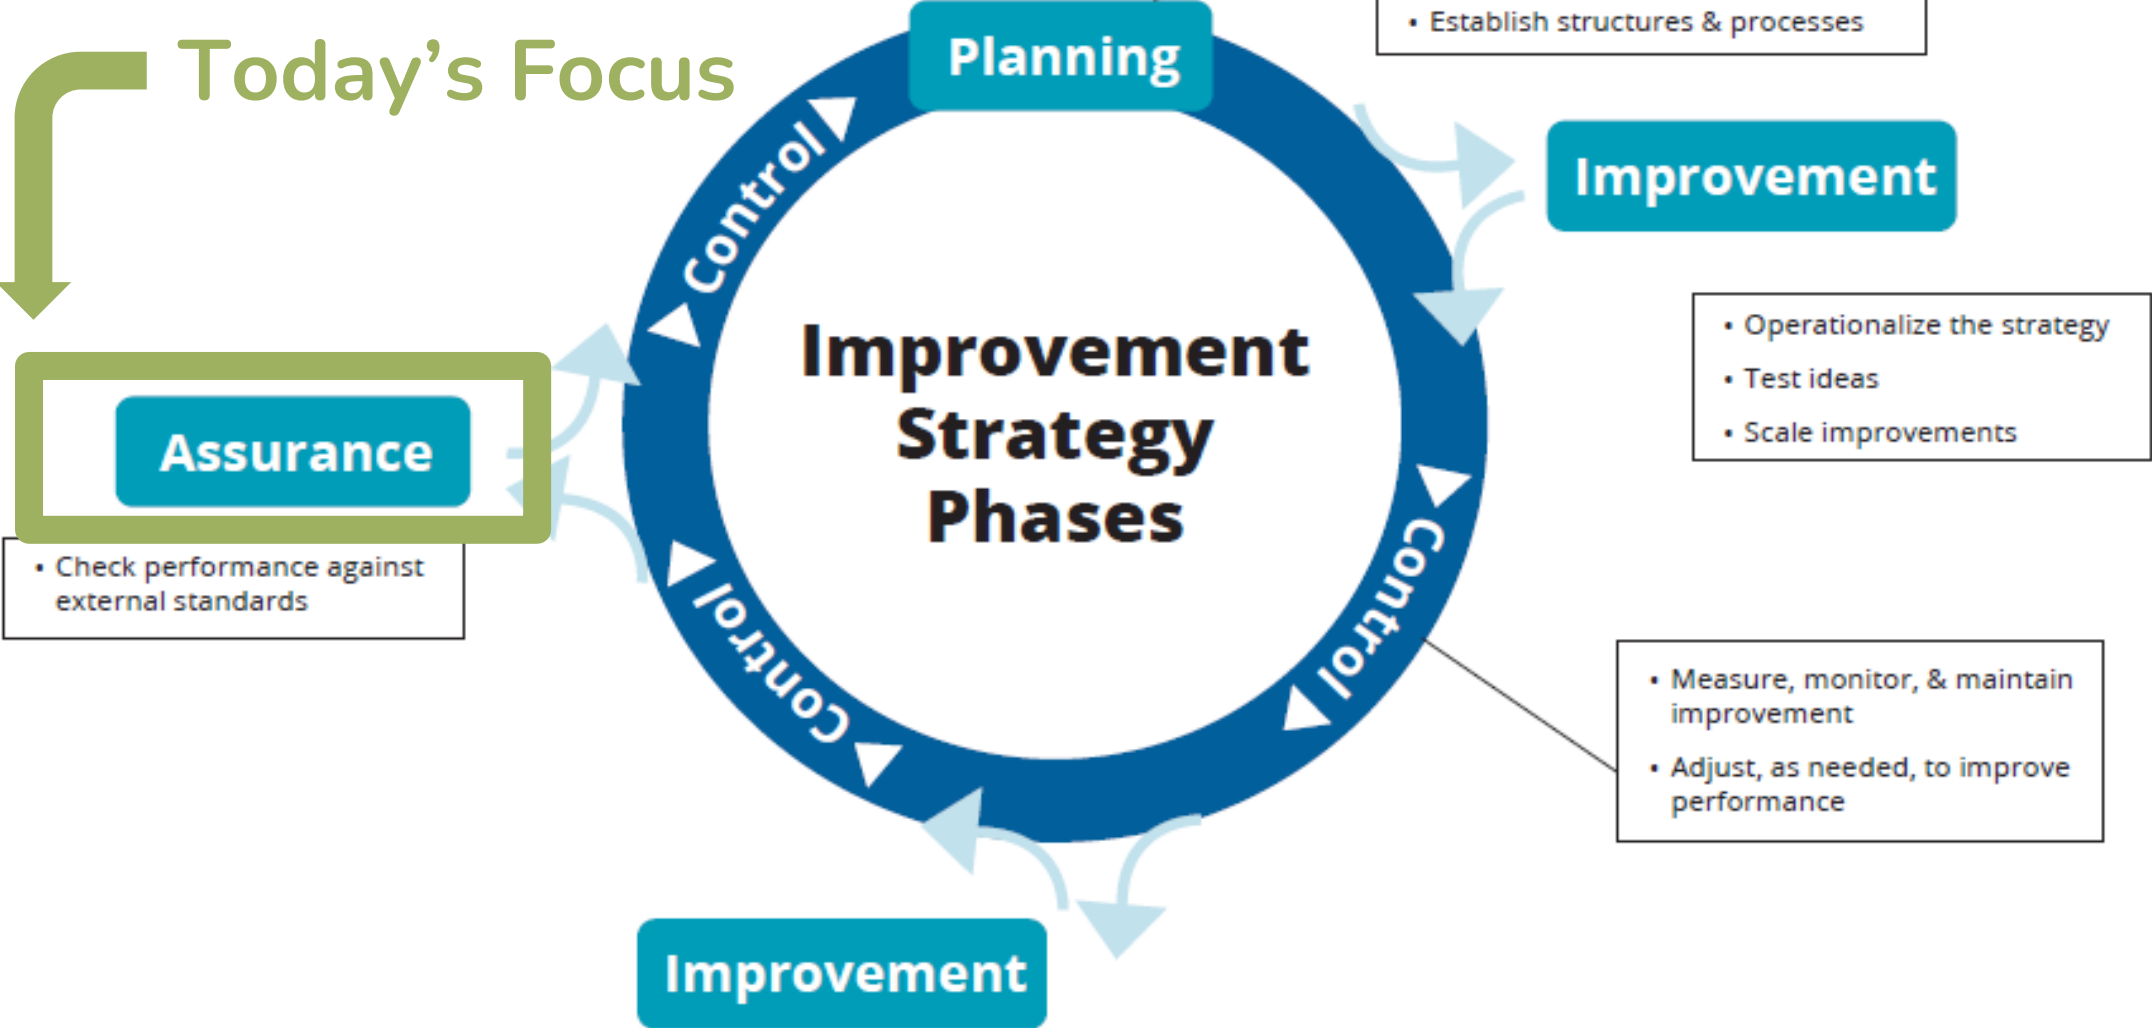 Today's Focus
Planning
• Establish structures & processes
Improvement
Control
Improvement
Strategy
Phases
• Operationalize the strategy
• Test ideas
• Scale improvements
Assurance
• Check performance against
external standards
Control
Control
• Measure, monitor, & maintain
improvement
• Adjust, as needed, to improve
performance
Improvement